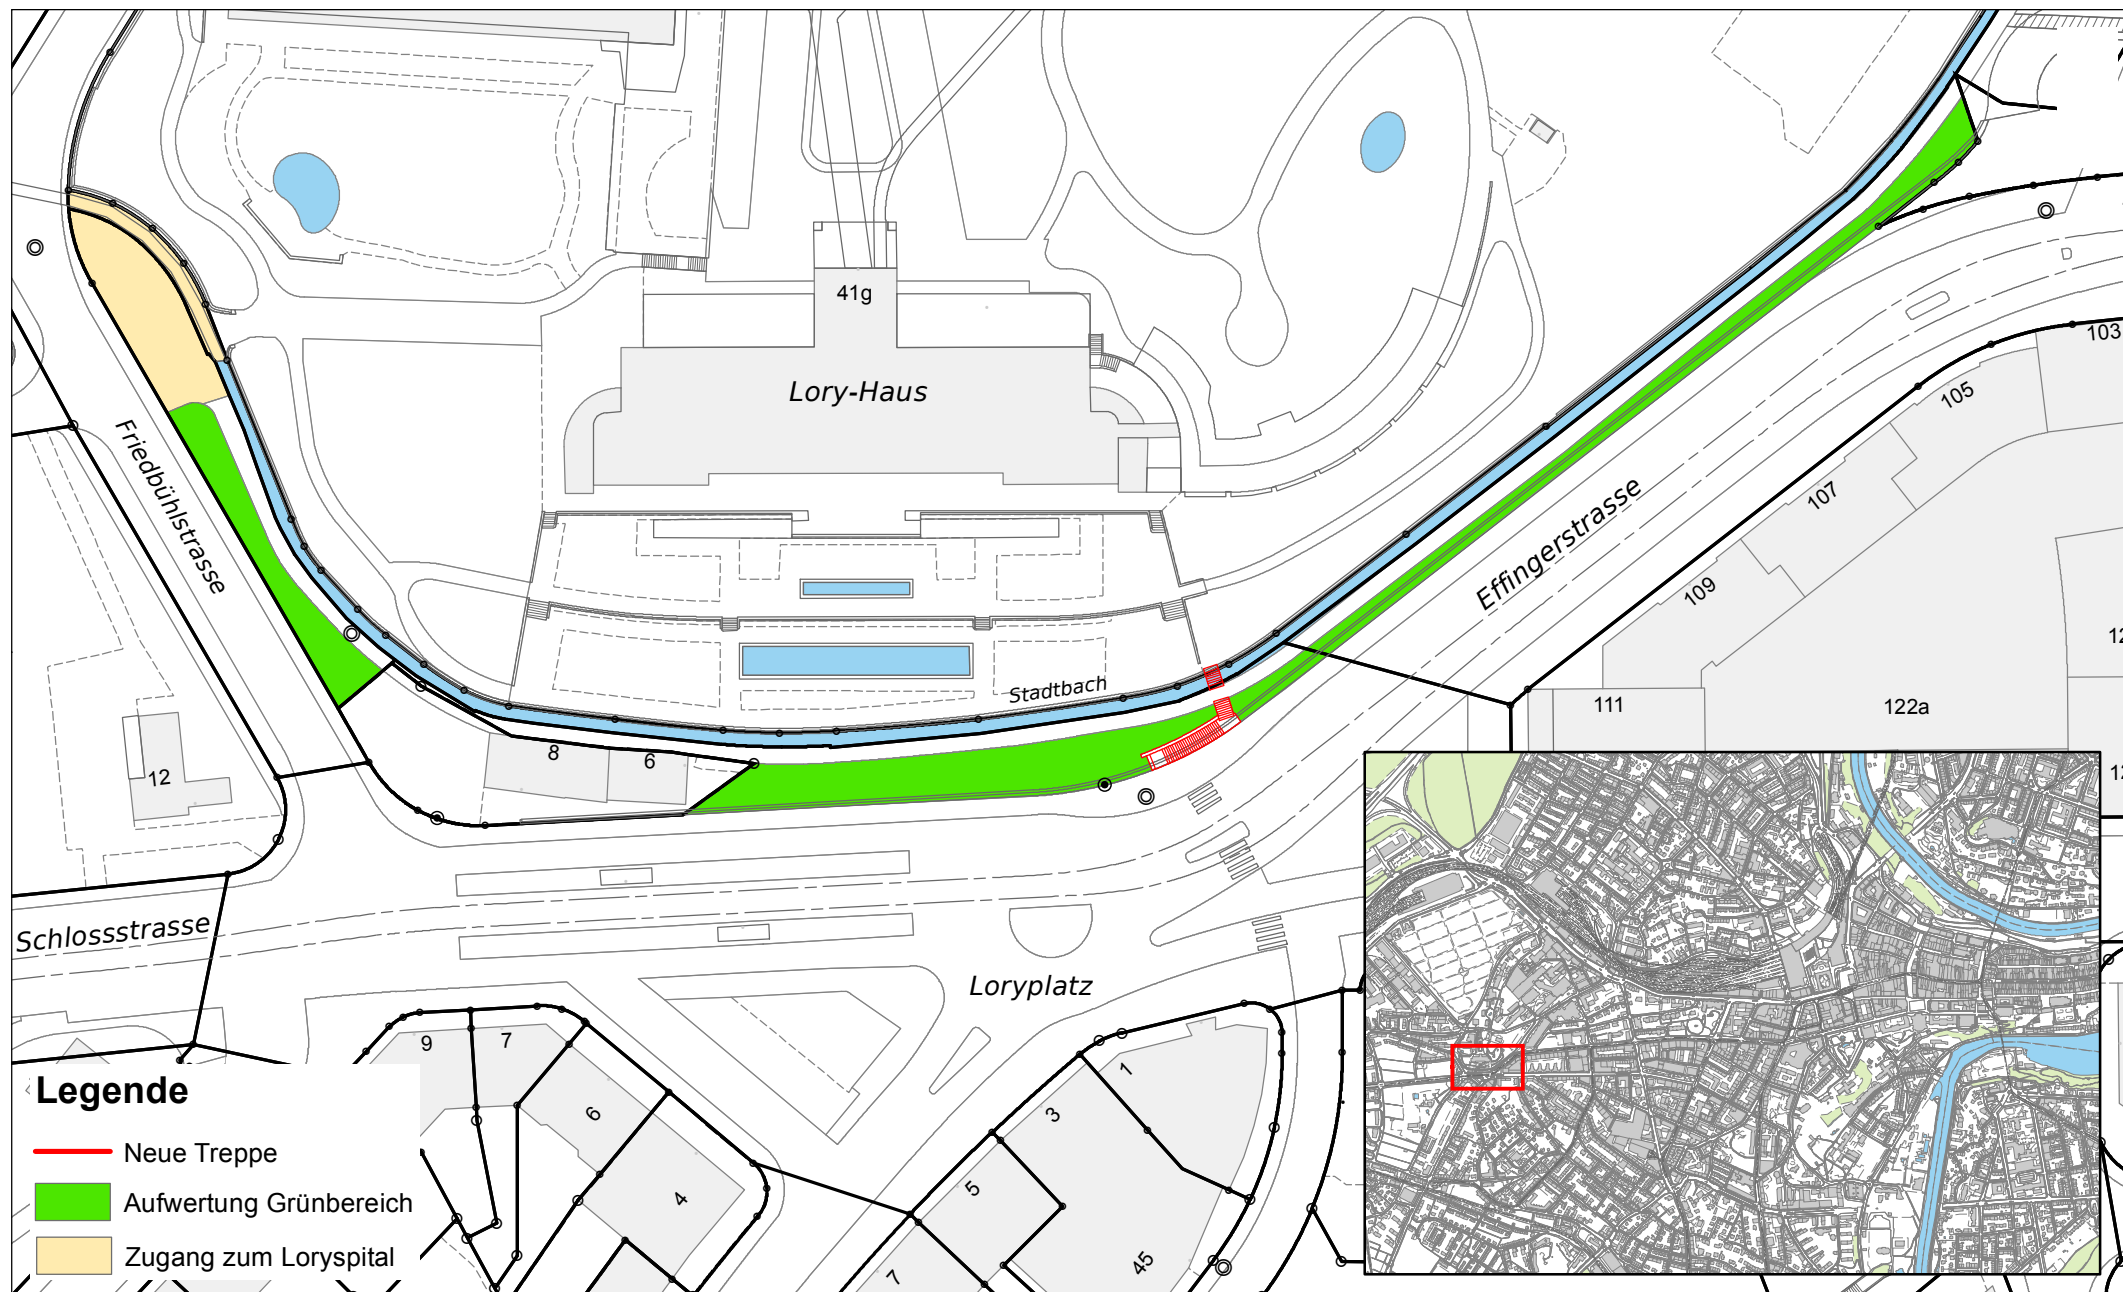 41g
Lory-Haus
103
105
107
109
Friedbühlstrasse
Effingerstrasse
Stadtbach
111
122a
8
6
12
Schlossstrasse
Loryplatz
9
7
6
4
1
3
5
7
45
Legende
Neue Treppe
Aufwertung Grünbereich
Zugang zum Loryspital